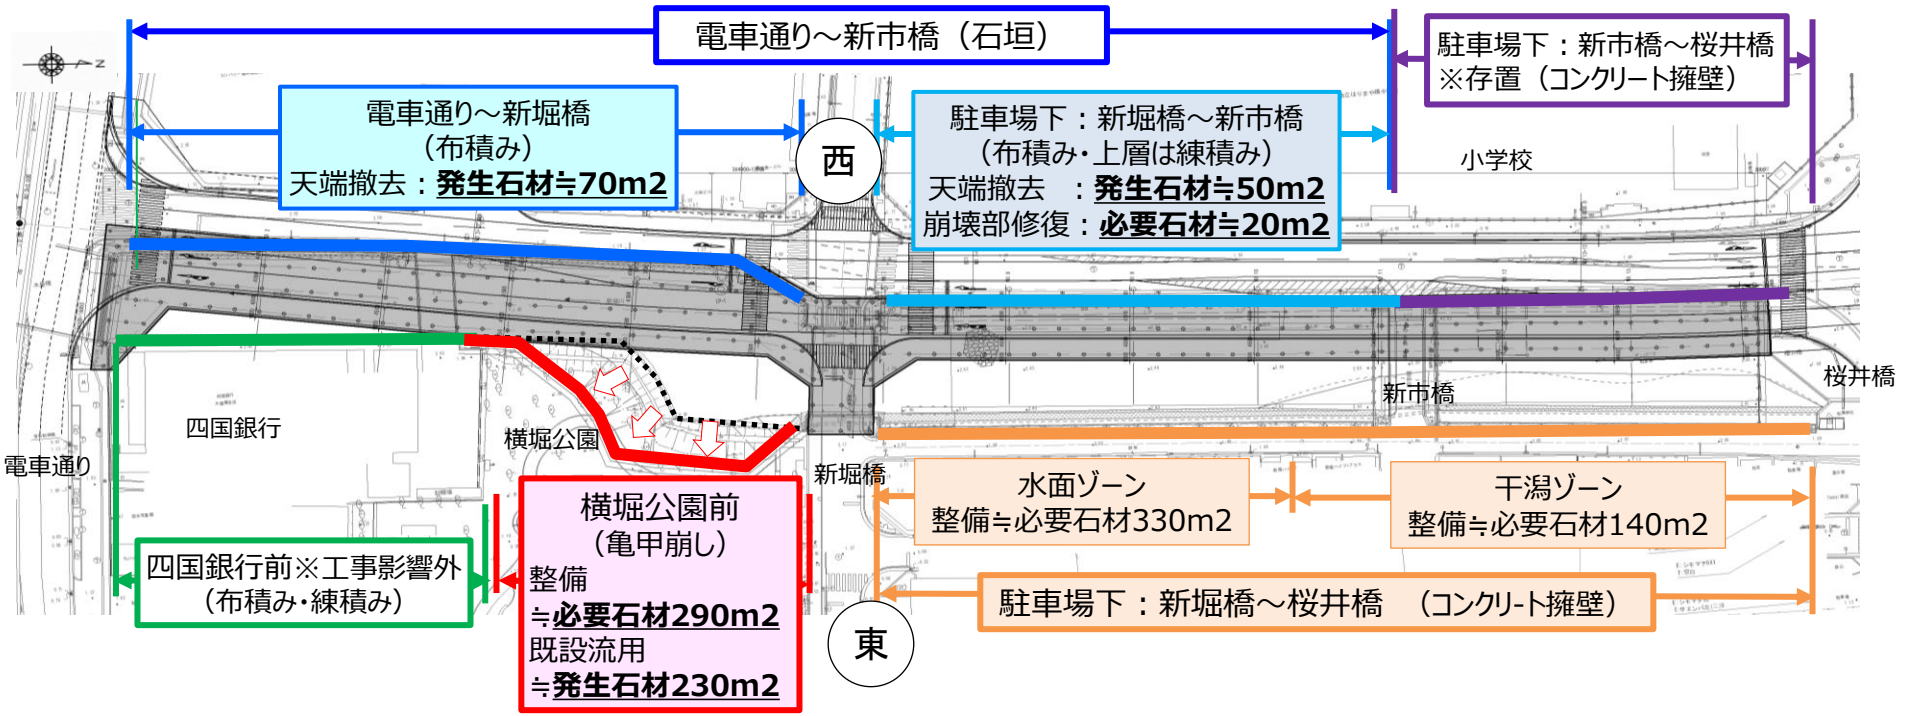 電車通り～新市橋（石垣）
駐車場下：新市橋～桜井橋
※存置（コンクリート擁壁）
N
電車通り～新堀橋
（布積み）
天端撤去：発生石材≒70m2
西
駐車場下：新堀橋～新市橋
（布積み・上層は練積み）
天端撤去　：発生石材≒50m2
崩壊部修復：必要石材≒20m2
小学校
四国銀行
横堀公園
電車通り
新堀橋
新市橋
桜井橋
水面ゾーン
整備≒必要石材330m2
干潟ゾーン
整備≒必要石材140m2
四国銀行前※工事影響外
（布積み・練積み）
横堀公園前
（亀甲崩し）
整備
≒必要石材290m2
既設流用
≒発生石材230m2
駐車場下：新堀橋～桜井橋　（コンクリート擁壁）
東